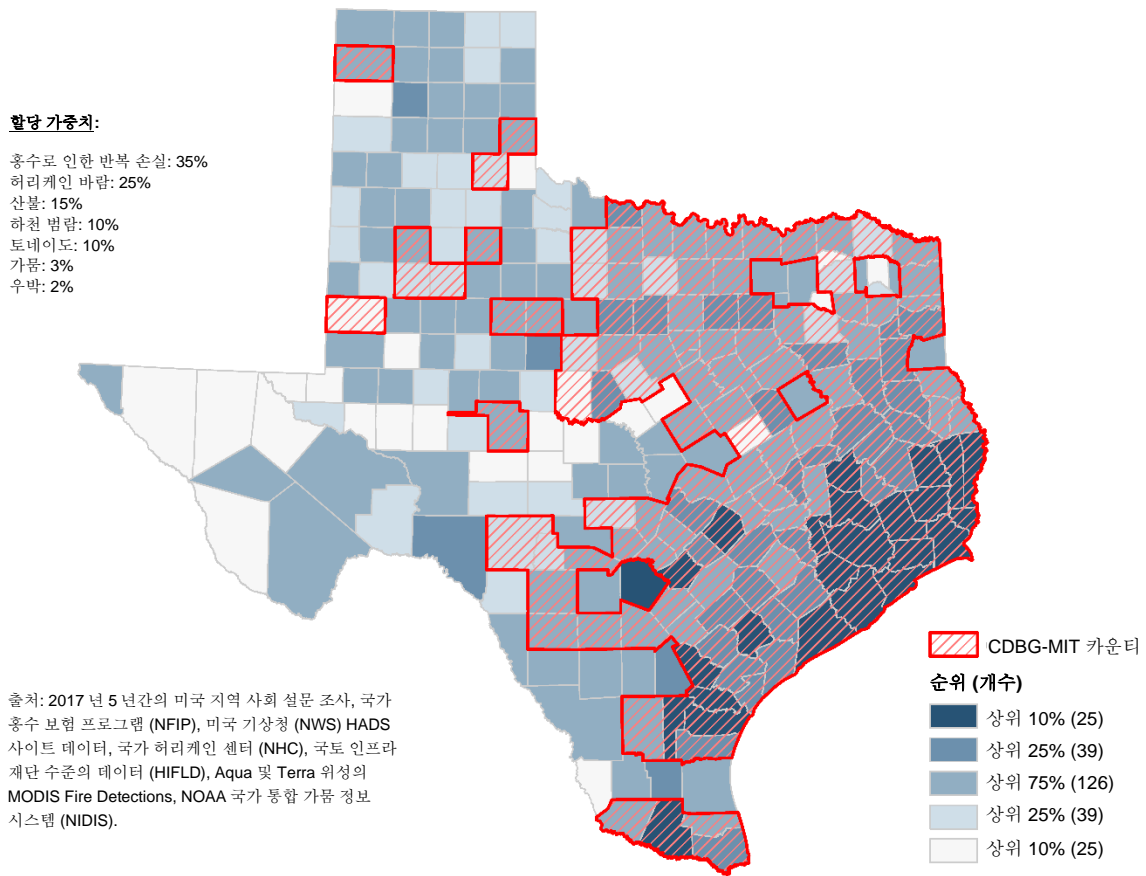 할당 가중치:
홍수로 인한 반복 손실: 35%
허리케인 바람: 25%
산불: 15%
하천 범람: 10%
토네이도: 10%
가뭄: 3%
우박: 2%
출처: 2017 년 5 년간의 미국 지역 사회 설문 조사, 국가
홍수 보험 프로그램 (NFIP), 미국 기상청 (NWS) HADS
사이트 데이터, 국가 허리케인 센터 (NHC), 국토 인프라
재단 수준의 데이터 (HIFLD), Aqua 및 Terra 위성의
MODIS Fire Detections, NOAA 국가 통합 가뭄 정보
시스템 (NIDIS).
CDBG-MIT 카운티
순위 (개수)
상위 10% (25)
상위 25% (39)
상위 75% (126)
상위 25% (39)
상위 10% (25)